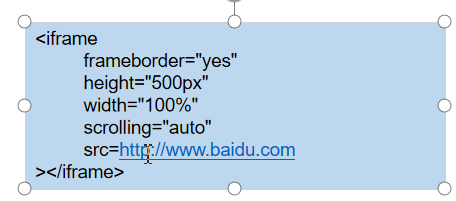 <iframe
frameborder="yes"
height="500px"
width="100%"
scrolling="auto"
src=http://www.baidu.com
></iframe>